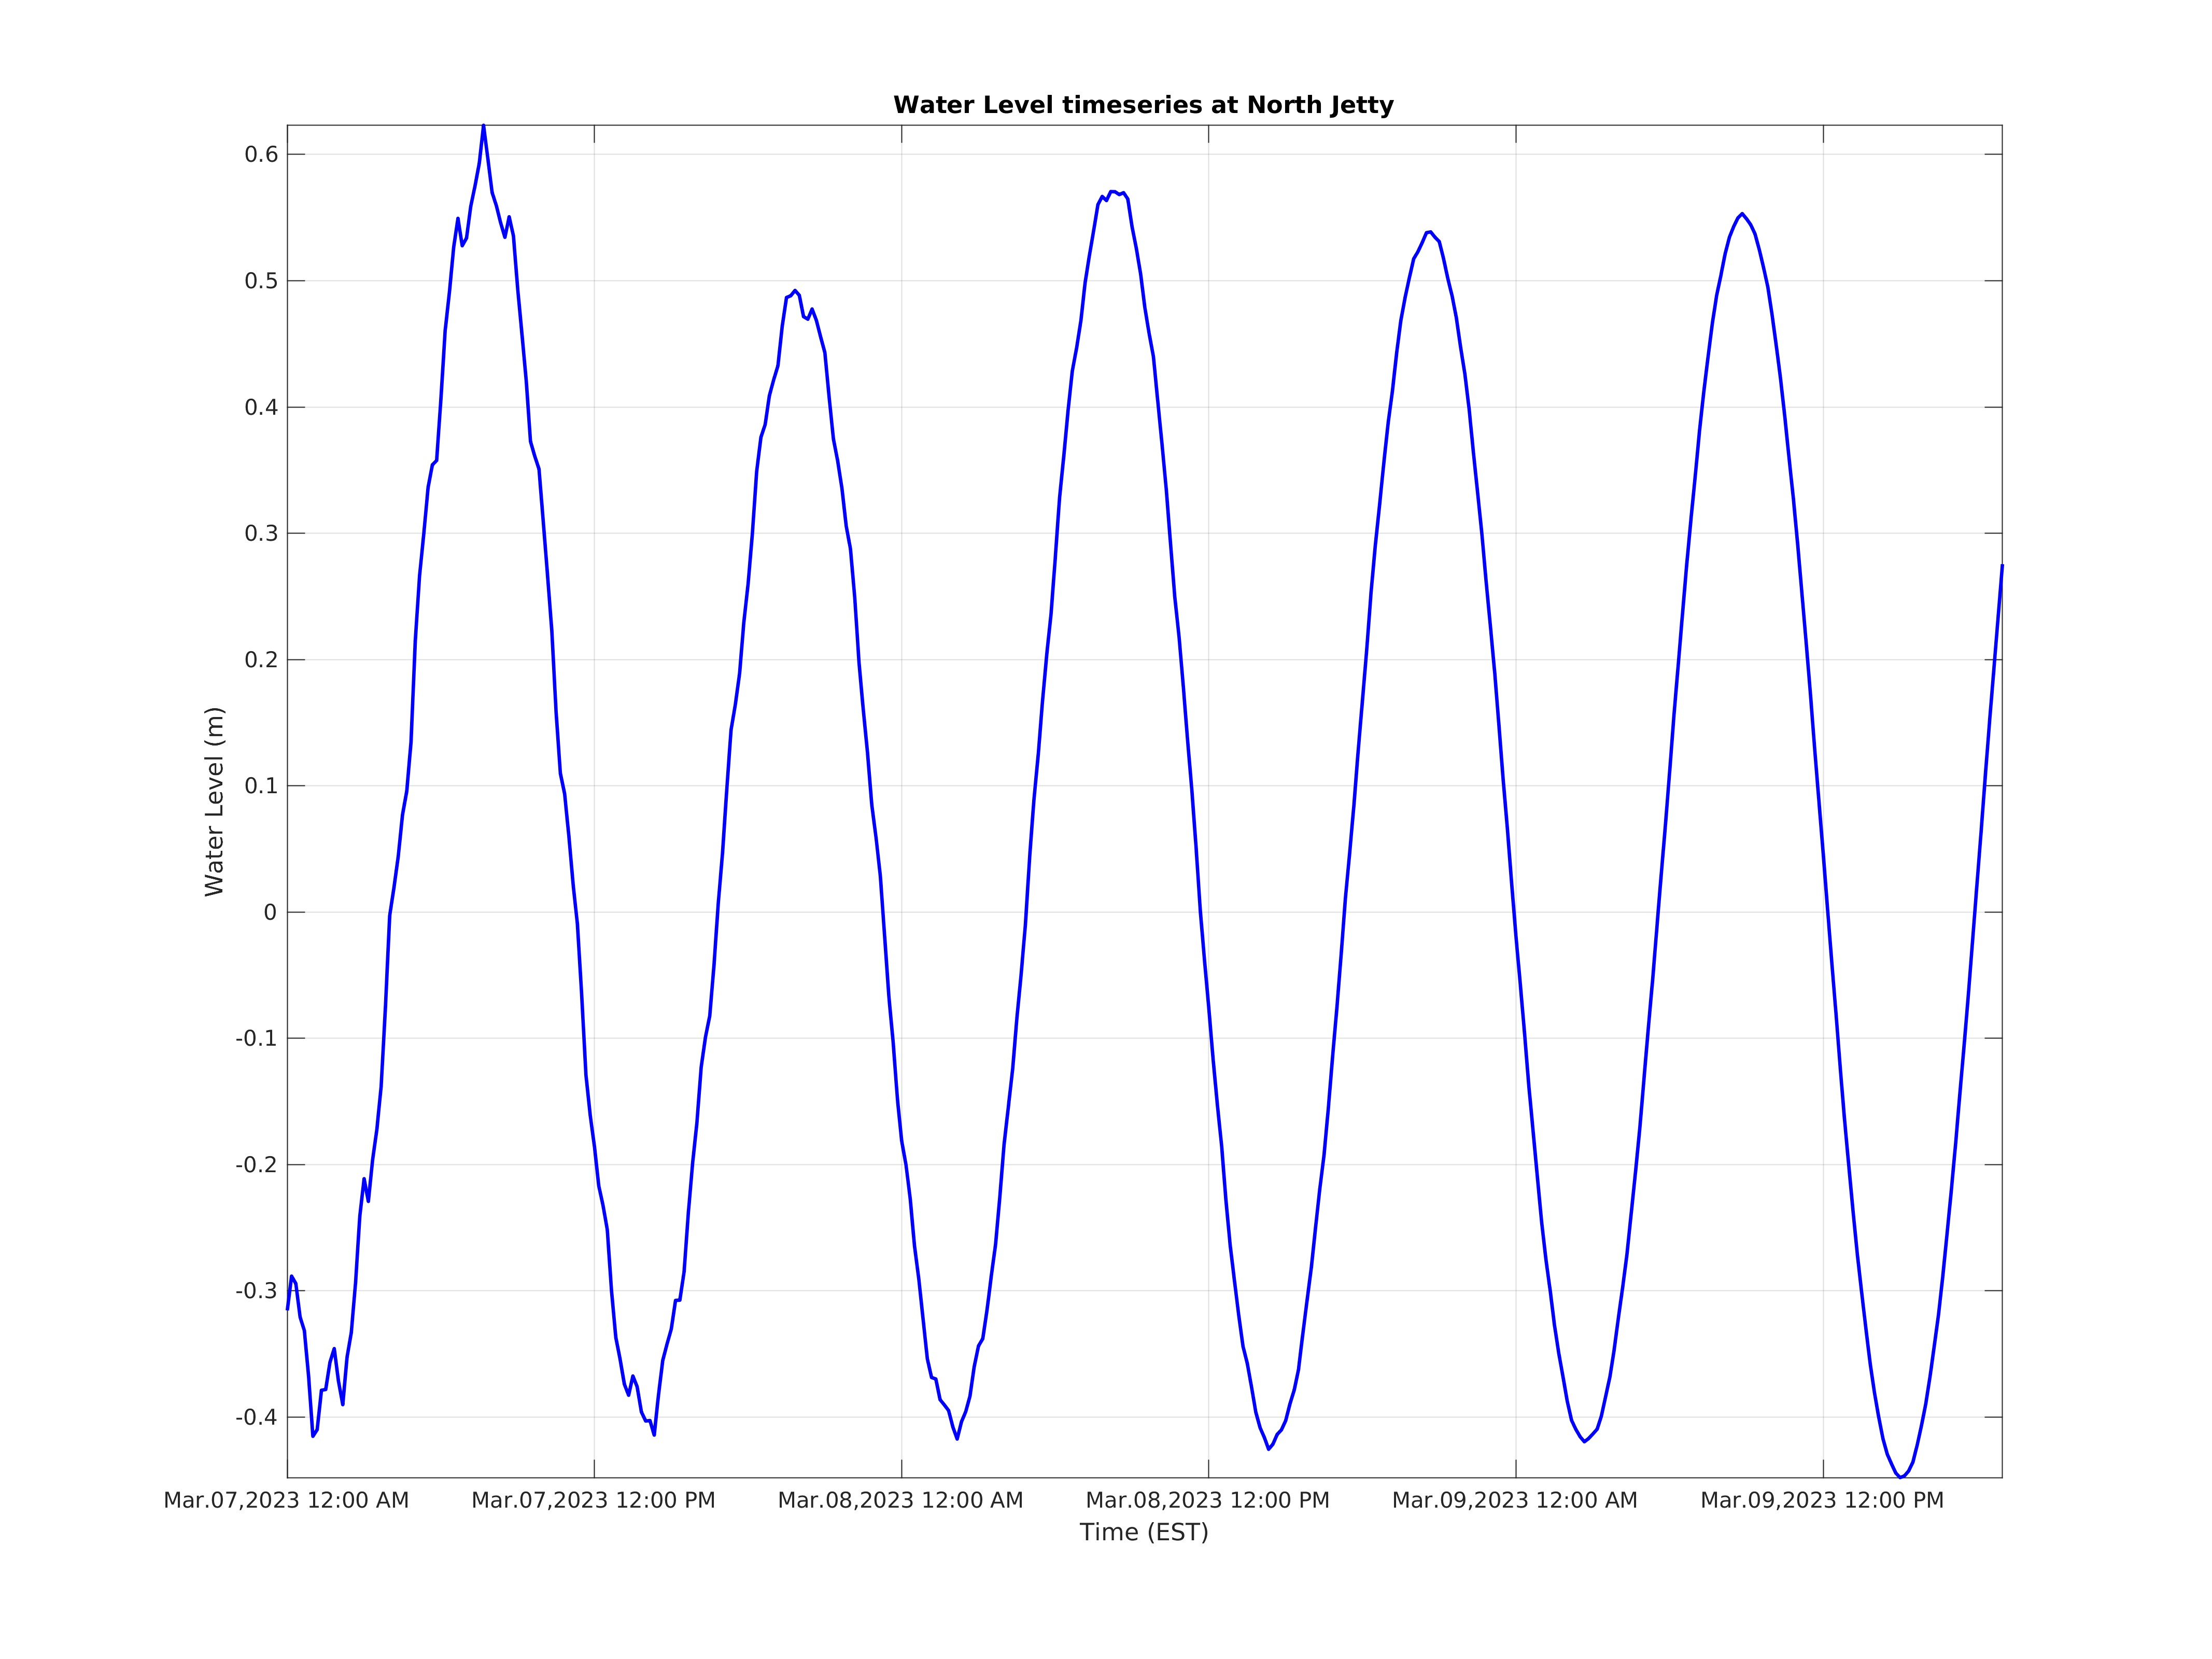 Water Level timeseries at North Jetty
0.6
0.5
0.4
0.3
0.2
0.1
0
-0.1
-0.2
-0.3
-0.4
Water Level (m)
Mar.07,2023 12:00 AM Mar.07,2023 12:00 PM Mar.08,2023 12:00 AM Mar.08,2023 12:00 PM Mar.09,2023 12:00 AM Mar.09,2023 12:00 PM
Time (EST)